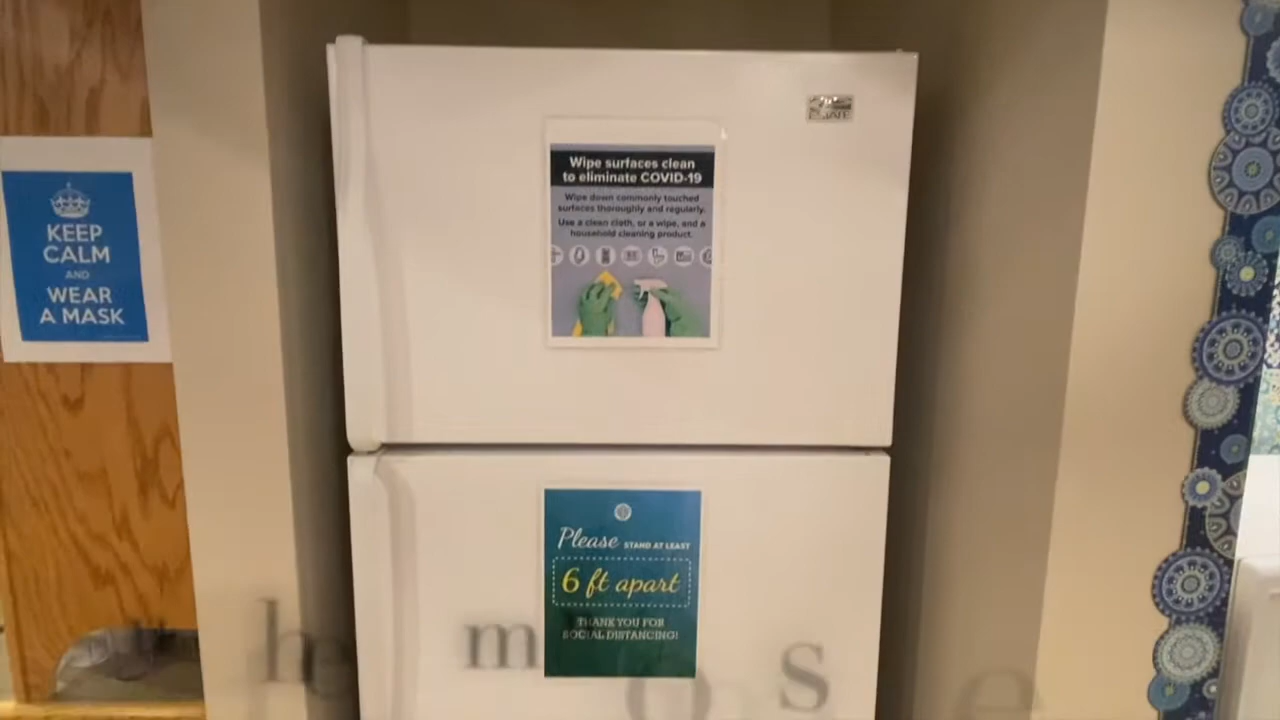 KEEP
CALM
AND
WEAR
A MASK
Wipe surfaces clean
to eliminate COVID-19
Wipe down commonly touched
surfaces thoroughly and regularly.
Use a clean cloth, or a wipe, and a
household cleaning product.
Please STAND AT LEAST
6 ft apart
THANK YOU FOR
SOCIAL DISTANCING!